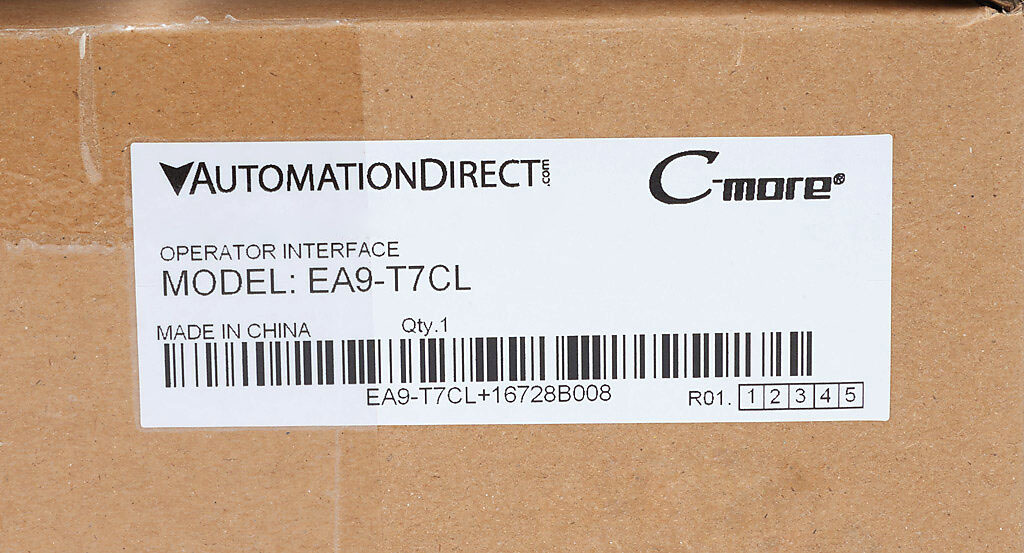 AUTOMATIONDIRECT.com
C-more®
OPERATOR INTERFACE
MODEL: EA9-T7CL
MADE IN CHINA Qty.1
EA9-T7CL+16728B008
R01. 1 2 3 4 5